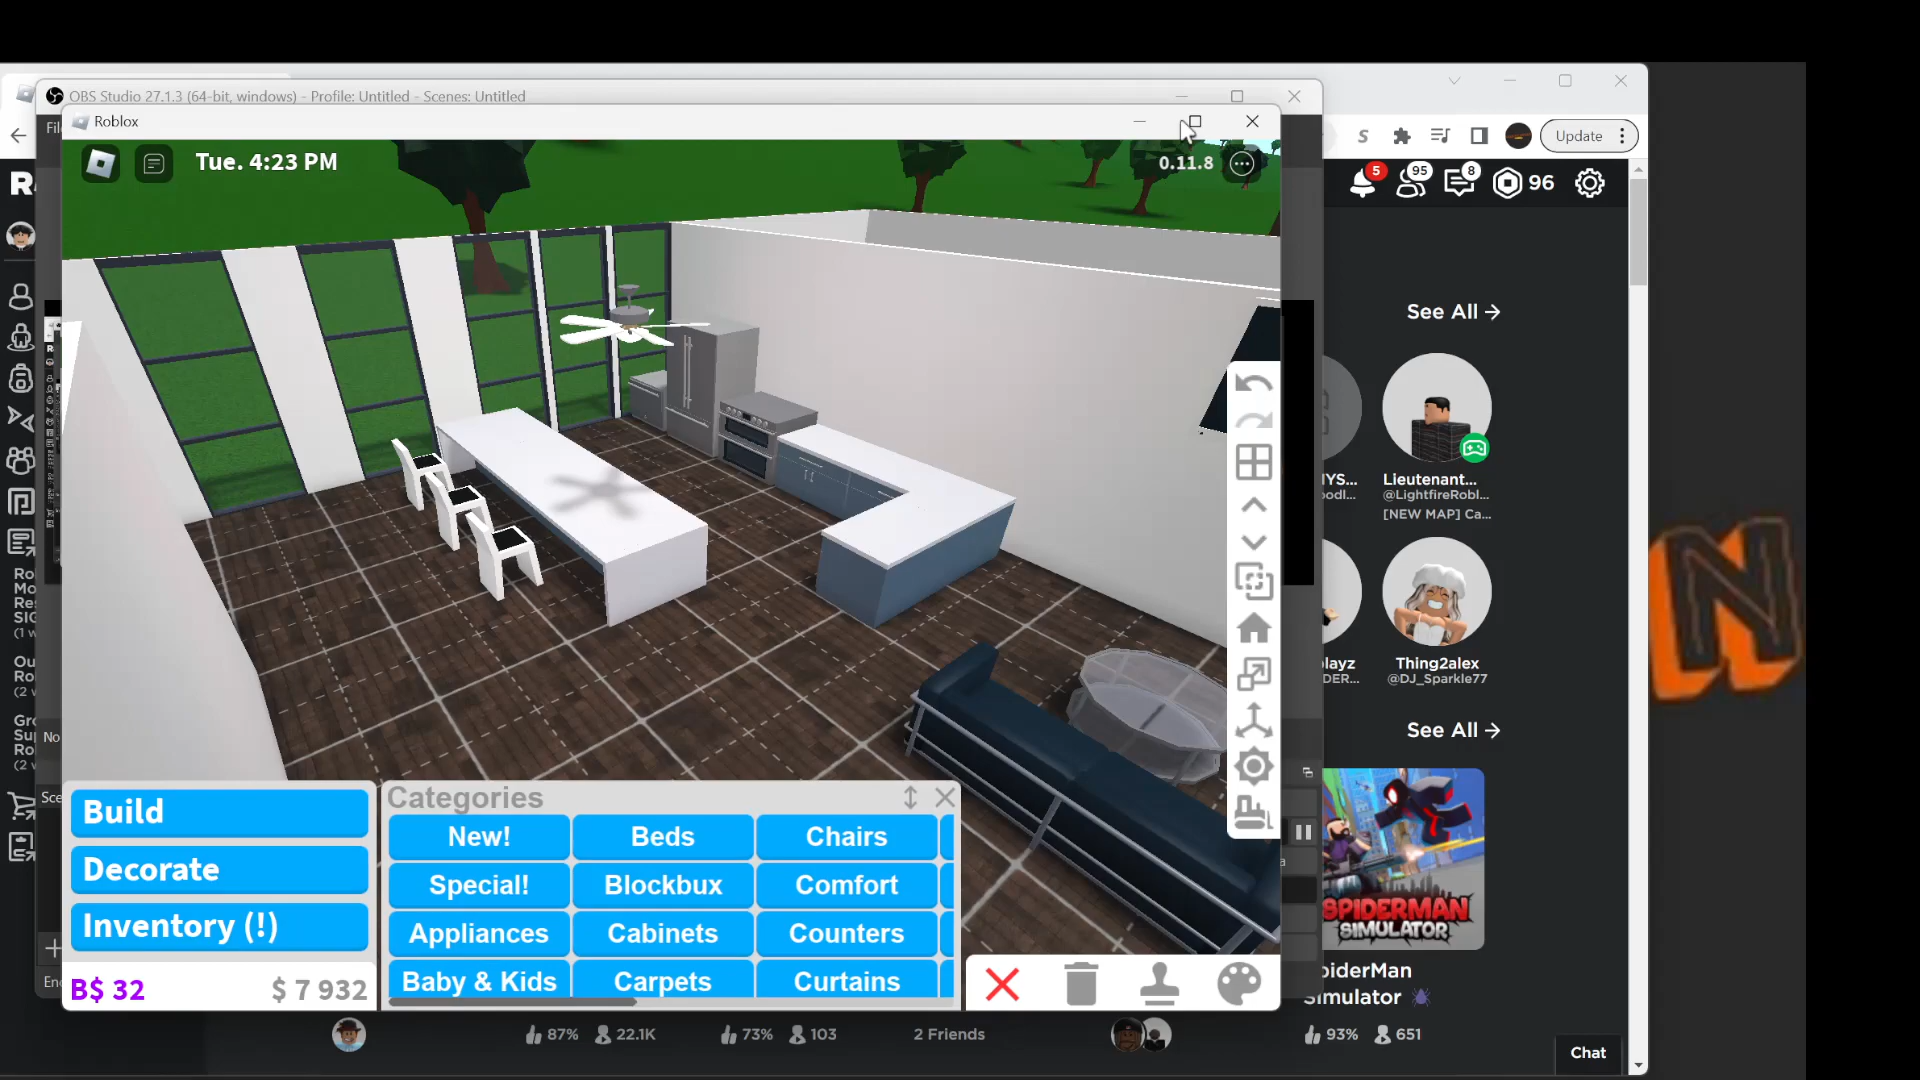 OBS Studio 27.1.3 (64-bit, windows) - Profile: Untitled - Scenes: Untitled
Roblox
Update
Tue. 4:23 PM
0.11.8
5
95
8
96
See All →
Lieutenant...
@LightfireRobl...
[NEW MAP] Ca...
Thing2alex
@DJ_Sparkle77
See All →
No
Build
Decorate
Inventory (!)
B$ 32
$ 7 932
Categories
New!
Beds
Chairs
Special!
Blockbux
Comfort
Appliances
Cabinets
Counters
Baby & Kids
Carpets
Curtains
SPIDERMAN
SIMULATOR
Simulator
87%
22.1K
73%
103
2 Friends
93%
651
Chat
N